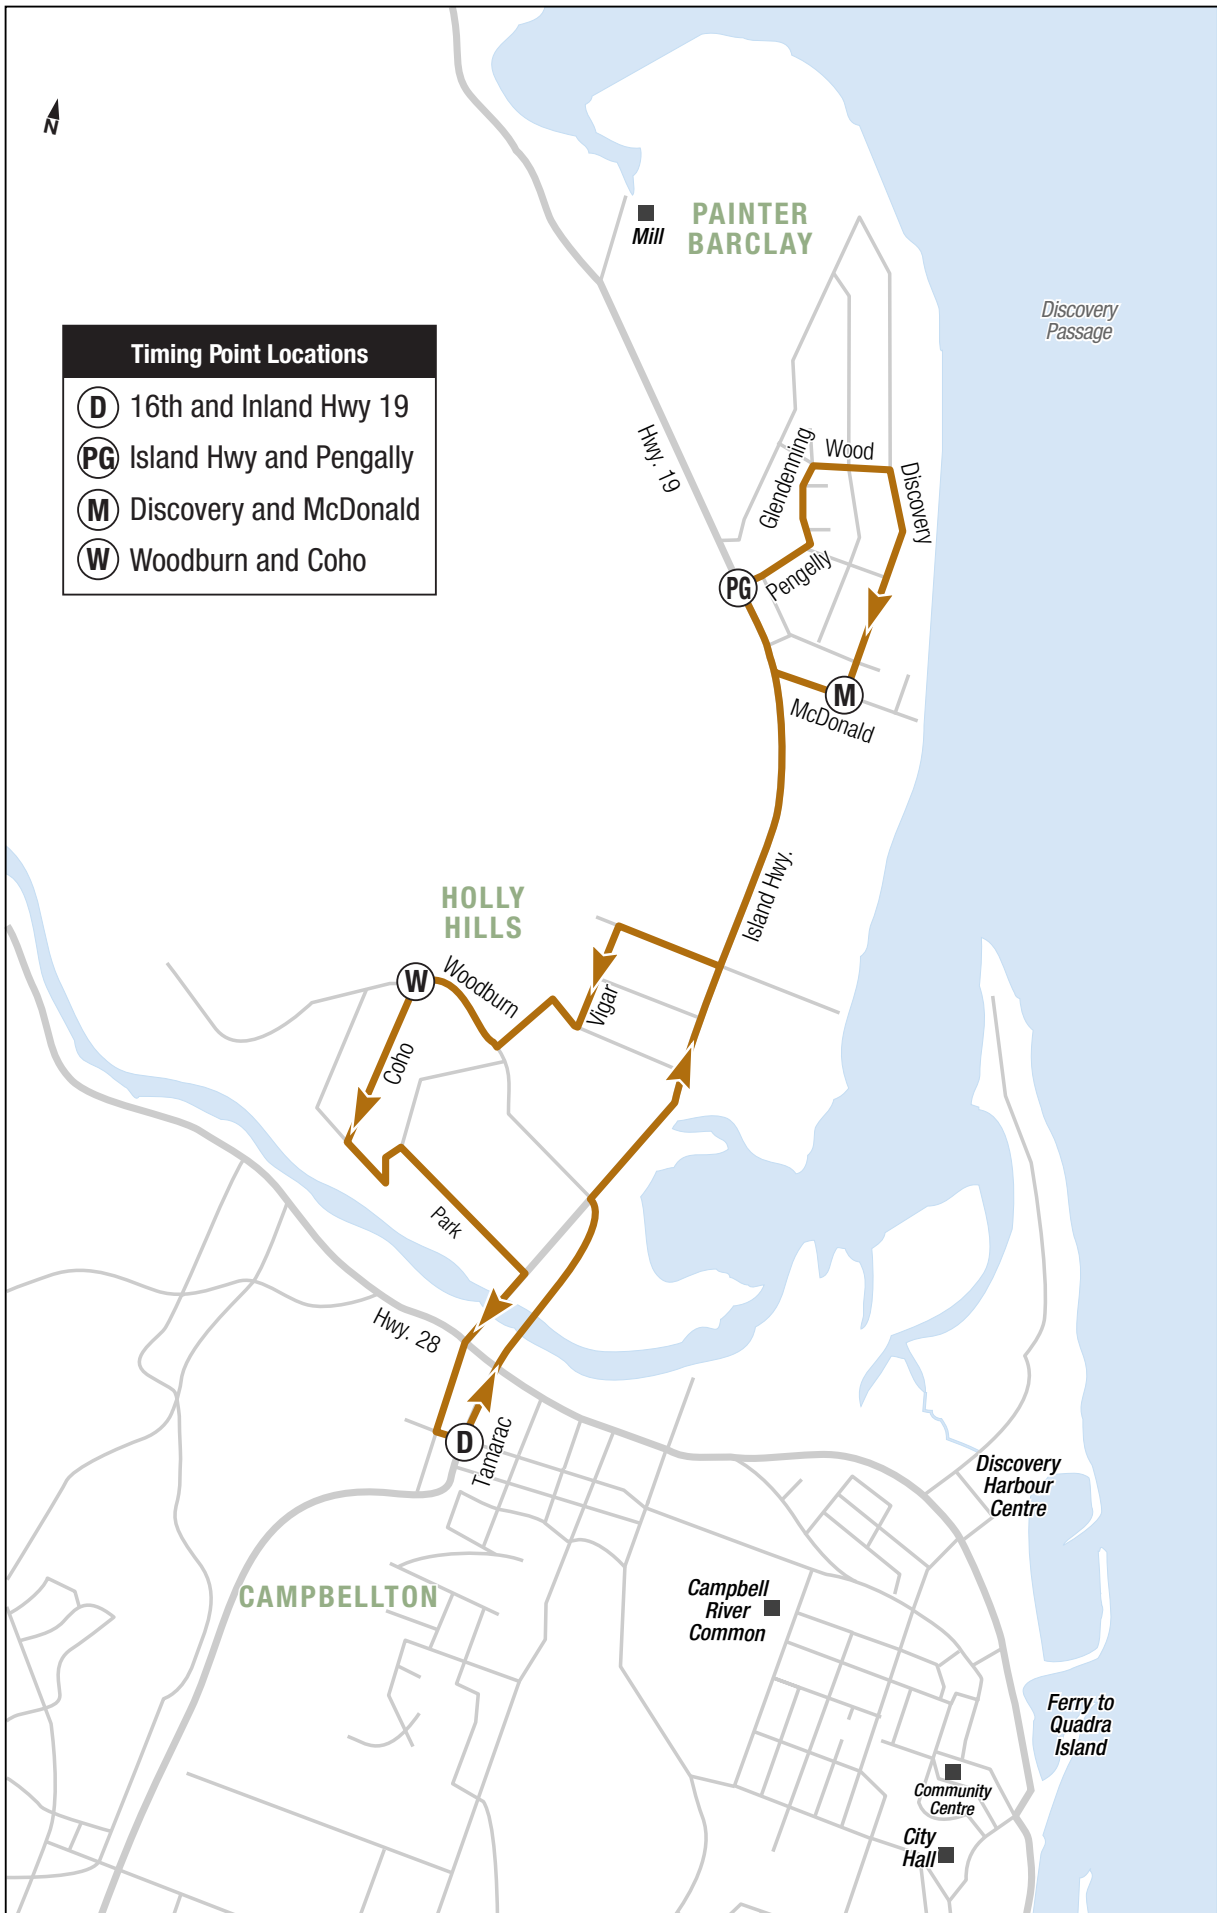 N
Mill
PAINTER
BARCLAY
Discovery
Passage
Timing Point Locations
D 16th and Inland Hwy 19
PG Island Hwy and Pengally
M Discovery and McDonald
W Woodburn and Coho
Hwy. 19
Glendenning
Wood
Discovery
PG
Pengelly
M
McDonald
Island Hwy.
HOLLY
HILLS
W
Woodburn
Vigar
Coho
Park
Hwy. 28
D
Tamarac
Discovery
Harbour
Centre
CAMPBELLTON
Campbell
River
Common
Ferry to
Quadra
Island
Community
Centre
City
Hall